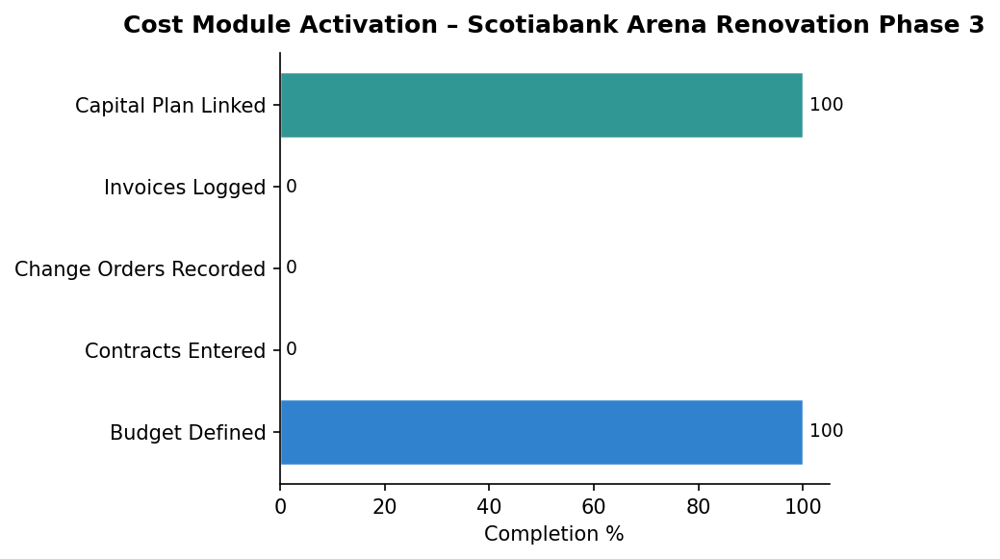 Cost Module Activation – Scotiabank Arena Renovation Phase 3
Capital Plan Linked 100
Invoices Logged 0
Change Orders Recorded 0
Contracts Entered 0
Budget Defined 100
0 20 40 60 80 100
Completion %